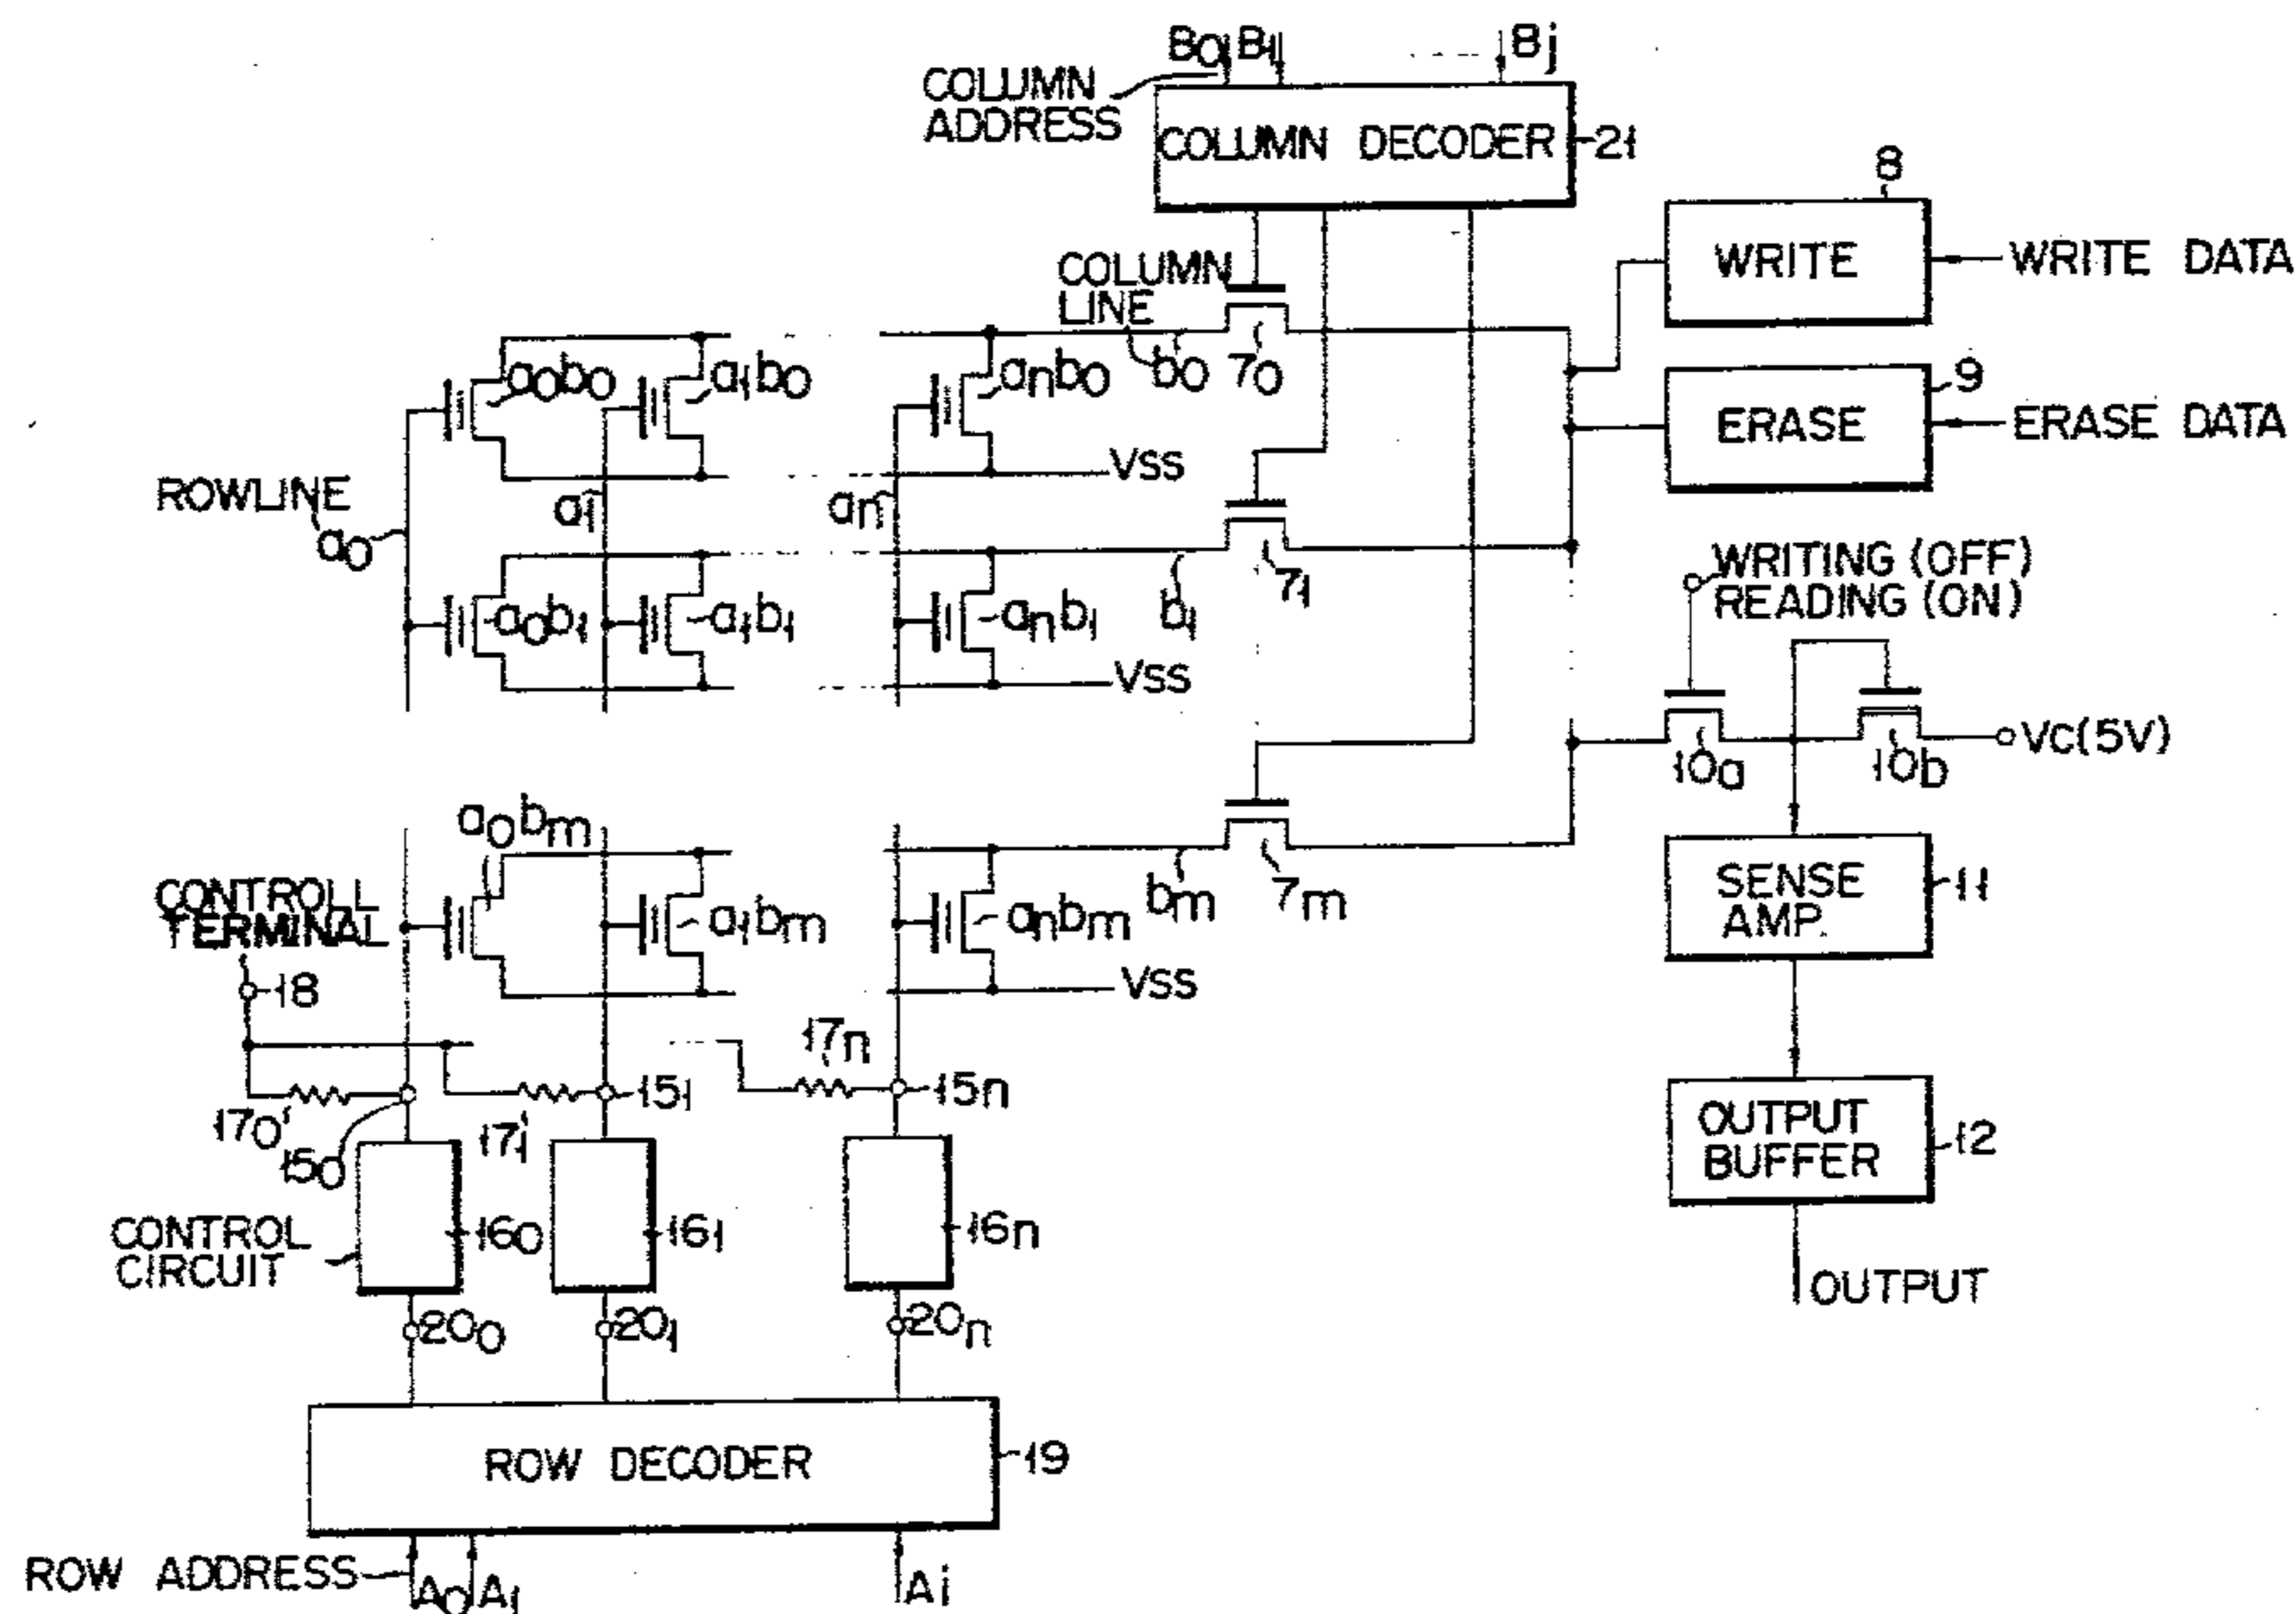 B0 B1 8j
COLUMN
ADDRESS
COLUMN DECODER
21
8
WRITE
WRITE DATA
COLUMN
LINE
b0
70
a0b0
a1b0
anb0
9
ERASE
ERASE DATA
VSS
ROWLINE
a0
a1
an
WRITING (OFF)
READING (ON)
71
a0b1
a1b1
anb1
b1
VSS
10a
10b
VC(5V)
a0bm
a1bm
anbm
bm
7m
CONTROLL
TERMINAL
18
SENSE
AMP.
11
VSS
17n
170'
150
171'
151
15n
OUTPUT
BUFFER
12
CONTROL
CIRCUIT
160
161
16n
OUTPUT
200
201
20n
ROW DECODER
19
ROW ADDRESS
A0 A1 Ai